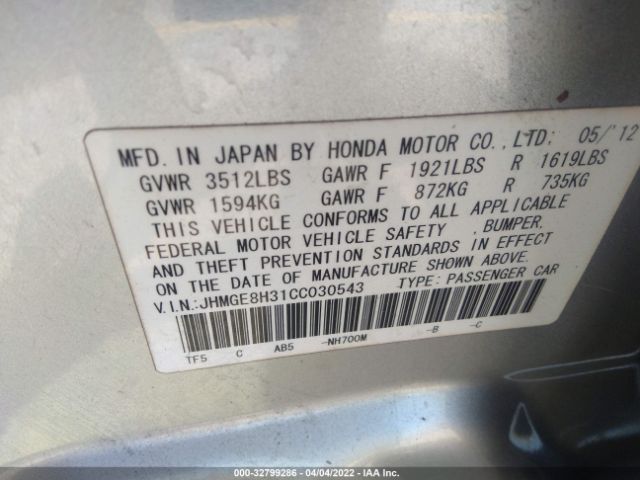 MFD. IN JAPAN BY HONDA MOTOR CO., LTD: 05/'12
GVWR 3512LBS GAWR F 1921LBS R 1619LBS
GVWR 1594KG GAWR F 872KG R 735KG
THIS VEHICLE CONFORMS TO ALL APPLICABLE
FEDERAL MOTOR VEHICLE SAFETY , BUMPER,
AND THEFT PREVENTION STANDARDS IN EFFECT
ON THE DATE OF MANUFACTURE SHOWN ABOVE.
V.I.N.:JHMGE8H31CC030543 TYPE: PASSENGER CAR
TF5 C AB5 -NH700M -B -C
000-32799286 - 04/04/2022 - IAA Inc.